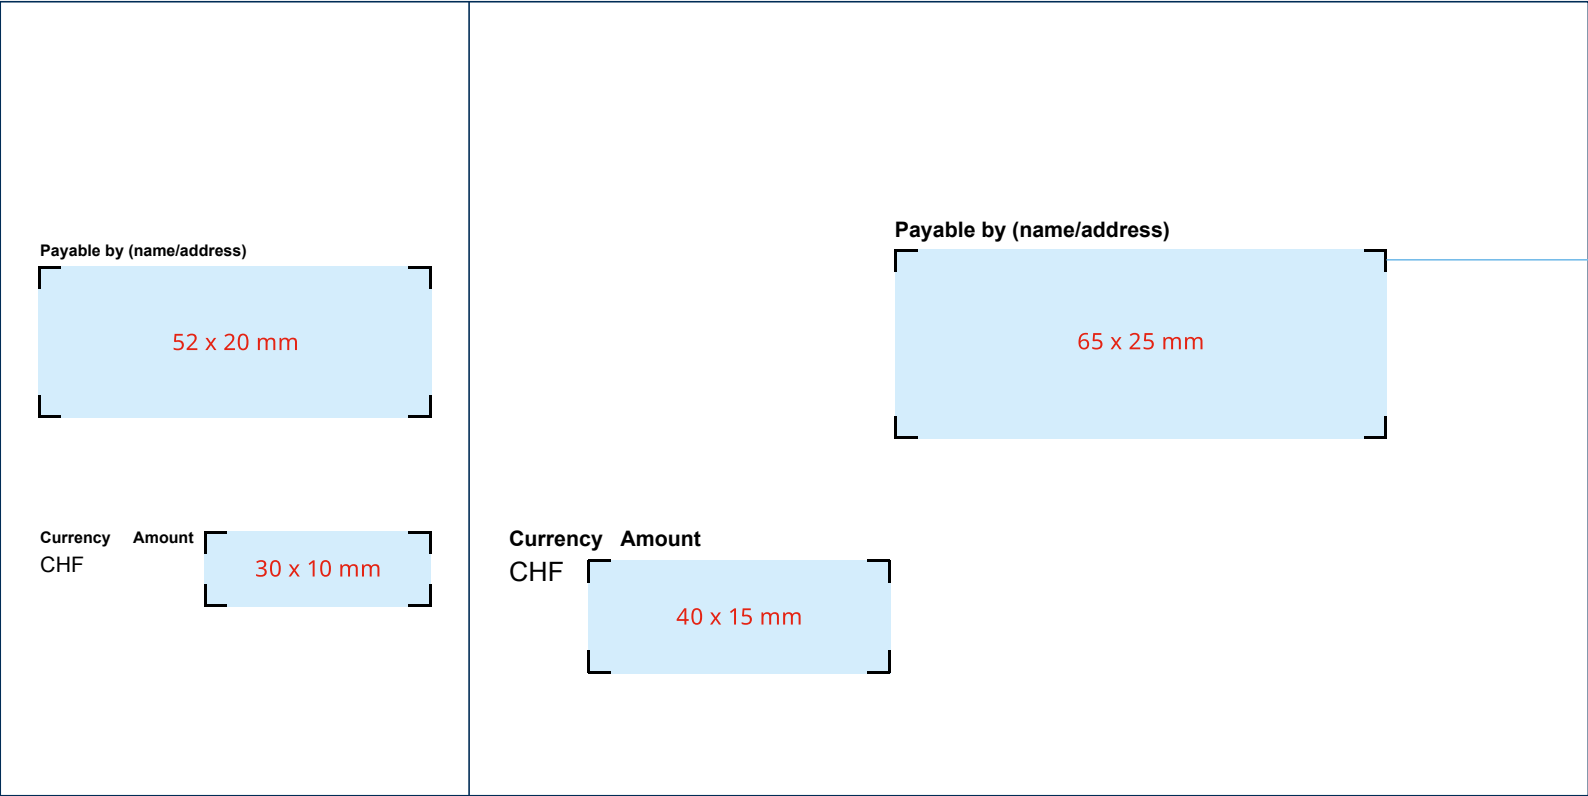 Payable by (name/address)
52 x 20 mm
Currency Amount
CHF
30 x 10 mm
Payable by (name/address)
65 x 25 mm
Currency Amount
CHF
40 x 15 mm